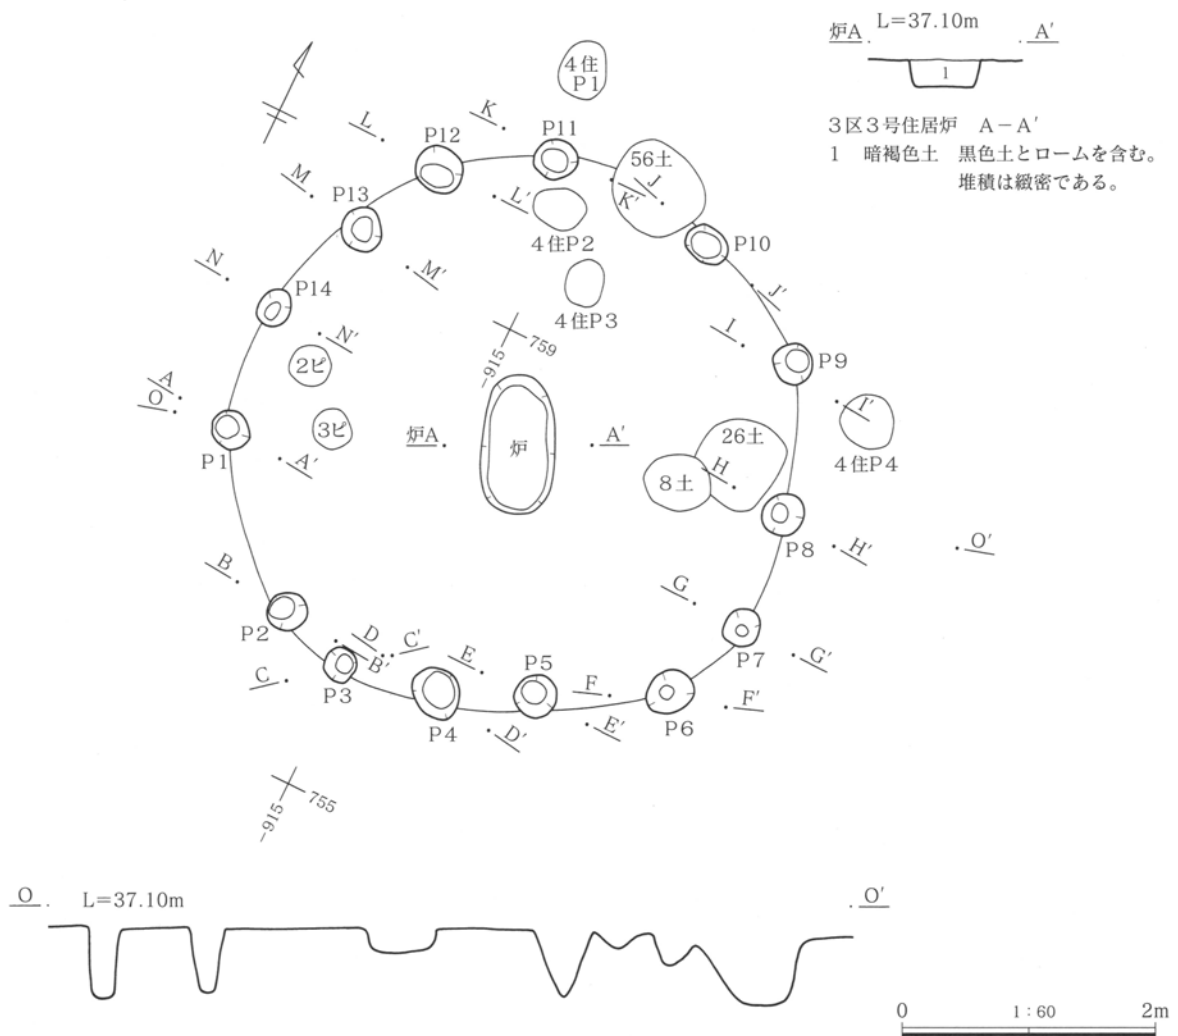 炉A L=37.10m A′
1
3区3号住居炉 A-A′
1 暗褐色土 黒色土とロームを含む。
堆積は緻密である。
4住
P1
K
L
P12
P11
56土
M
P13
L′
J
K′
4住P2
P10
N
M′
P14
J′
4住P3
I
N′
759
-915
P9
2ピ
A
O
I′
3ピ
炉A
炉
A′
26土
P1
A′
4住P4
8土
H
P8
H′
O′
B
G
P2
D
C′
E
P5
P7
G′
B′
C
P3
F
F′
P4
D′
E′
P6
755
-915
O L=37.10m O′
0 1:60 2m